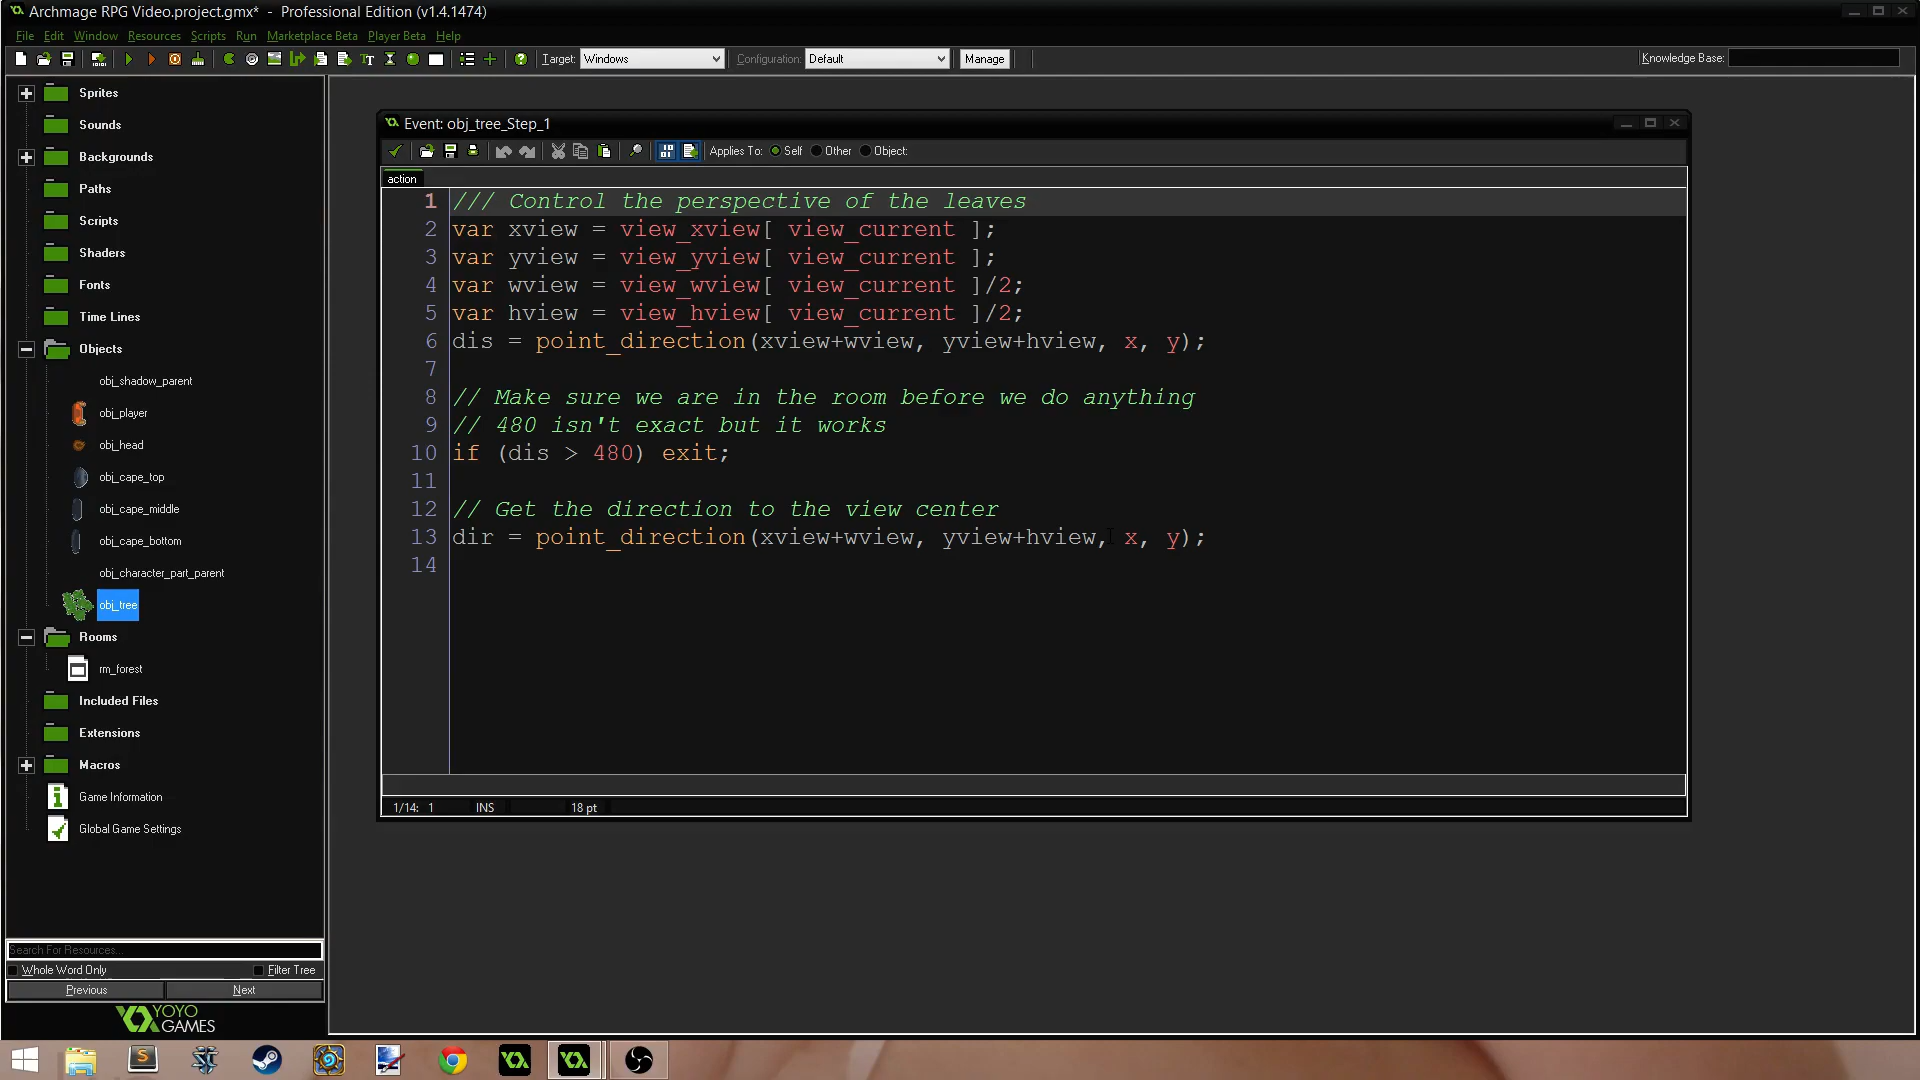 Archmage RPG Video.project.gmx* - Professional Edition (v1.4.1474)
File Edit Window Resources Scripts Run Marketplace Beta Player Beta Help
Target: Windows Configuration: Default Manage Knowledge Base:
Sprites
Sounds
Backgrounds
Paths
Scripts
Shaders
Fonts
Time Lines
Objects
obj_shadow_parent
obj_player
obj_head
obj_cape_top
obj_cape_middle
obj_cape_bottom
obj_character_part_parent
obj_tree
Rooms
rm_forest
Included Files
Extensions
Macros
Game Information
Global Game Settings
Search For Resources...
Whole Word Only Filter Tree
Previous Next
YOYO
GAMES
Event: obj_tree_Step_1
Applies To: Self Other Object:
action
1 /// Control the perspective of the leaves
2 var xview = view_xview[ view_current ];
3 var yview = view_yview[ view_current ];
4 var wview = view_wview[ view_current ]/2;
5 var hview = view_hview[ view_current ]/2;
6 dis = point_direction(xview+wview, yview+hview, x, y);
7
8 // Make sure we are in the room before we do anything
9 // 480 isn't exact but it works
10 if (dis > 480) exit;
11
12 // Get the direction to the view center
13 dir = point_direction(xview+wview, yview+hview, x, y);
14
1/14: 1 INS 18 pt